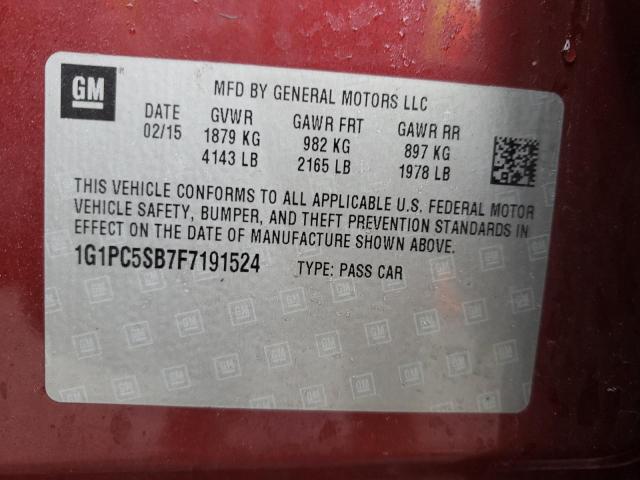 GM
MFD BY GENERAL MOTORS LLC
DATE GVWR GAWR FRT GAWR RR
02/15 1879 KG 982 KG 897 KG
4143 LB 2165 LB 1978 LB
THIS VEHICLE CONFORMS TO ALL APPLICABLE U.S. FEDERAL MOTOR
VEHICLE SAFETY, BUMPER, AND THEFT PREVENTION STANDARDS IN
EFFECT ON THE DATE OF MANUFACTURE SHOWN ABOVE.
1G1PC5SB7F7191524 TYPE: PASS CAR